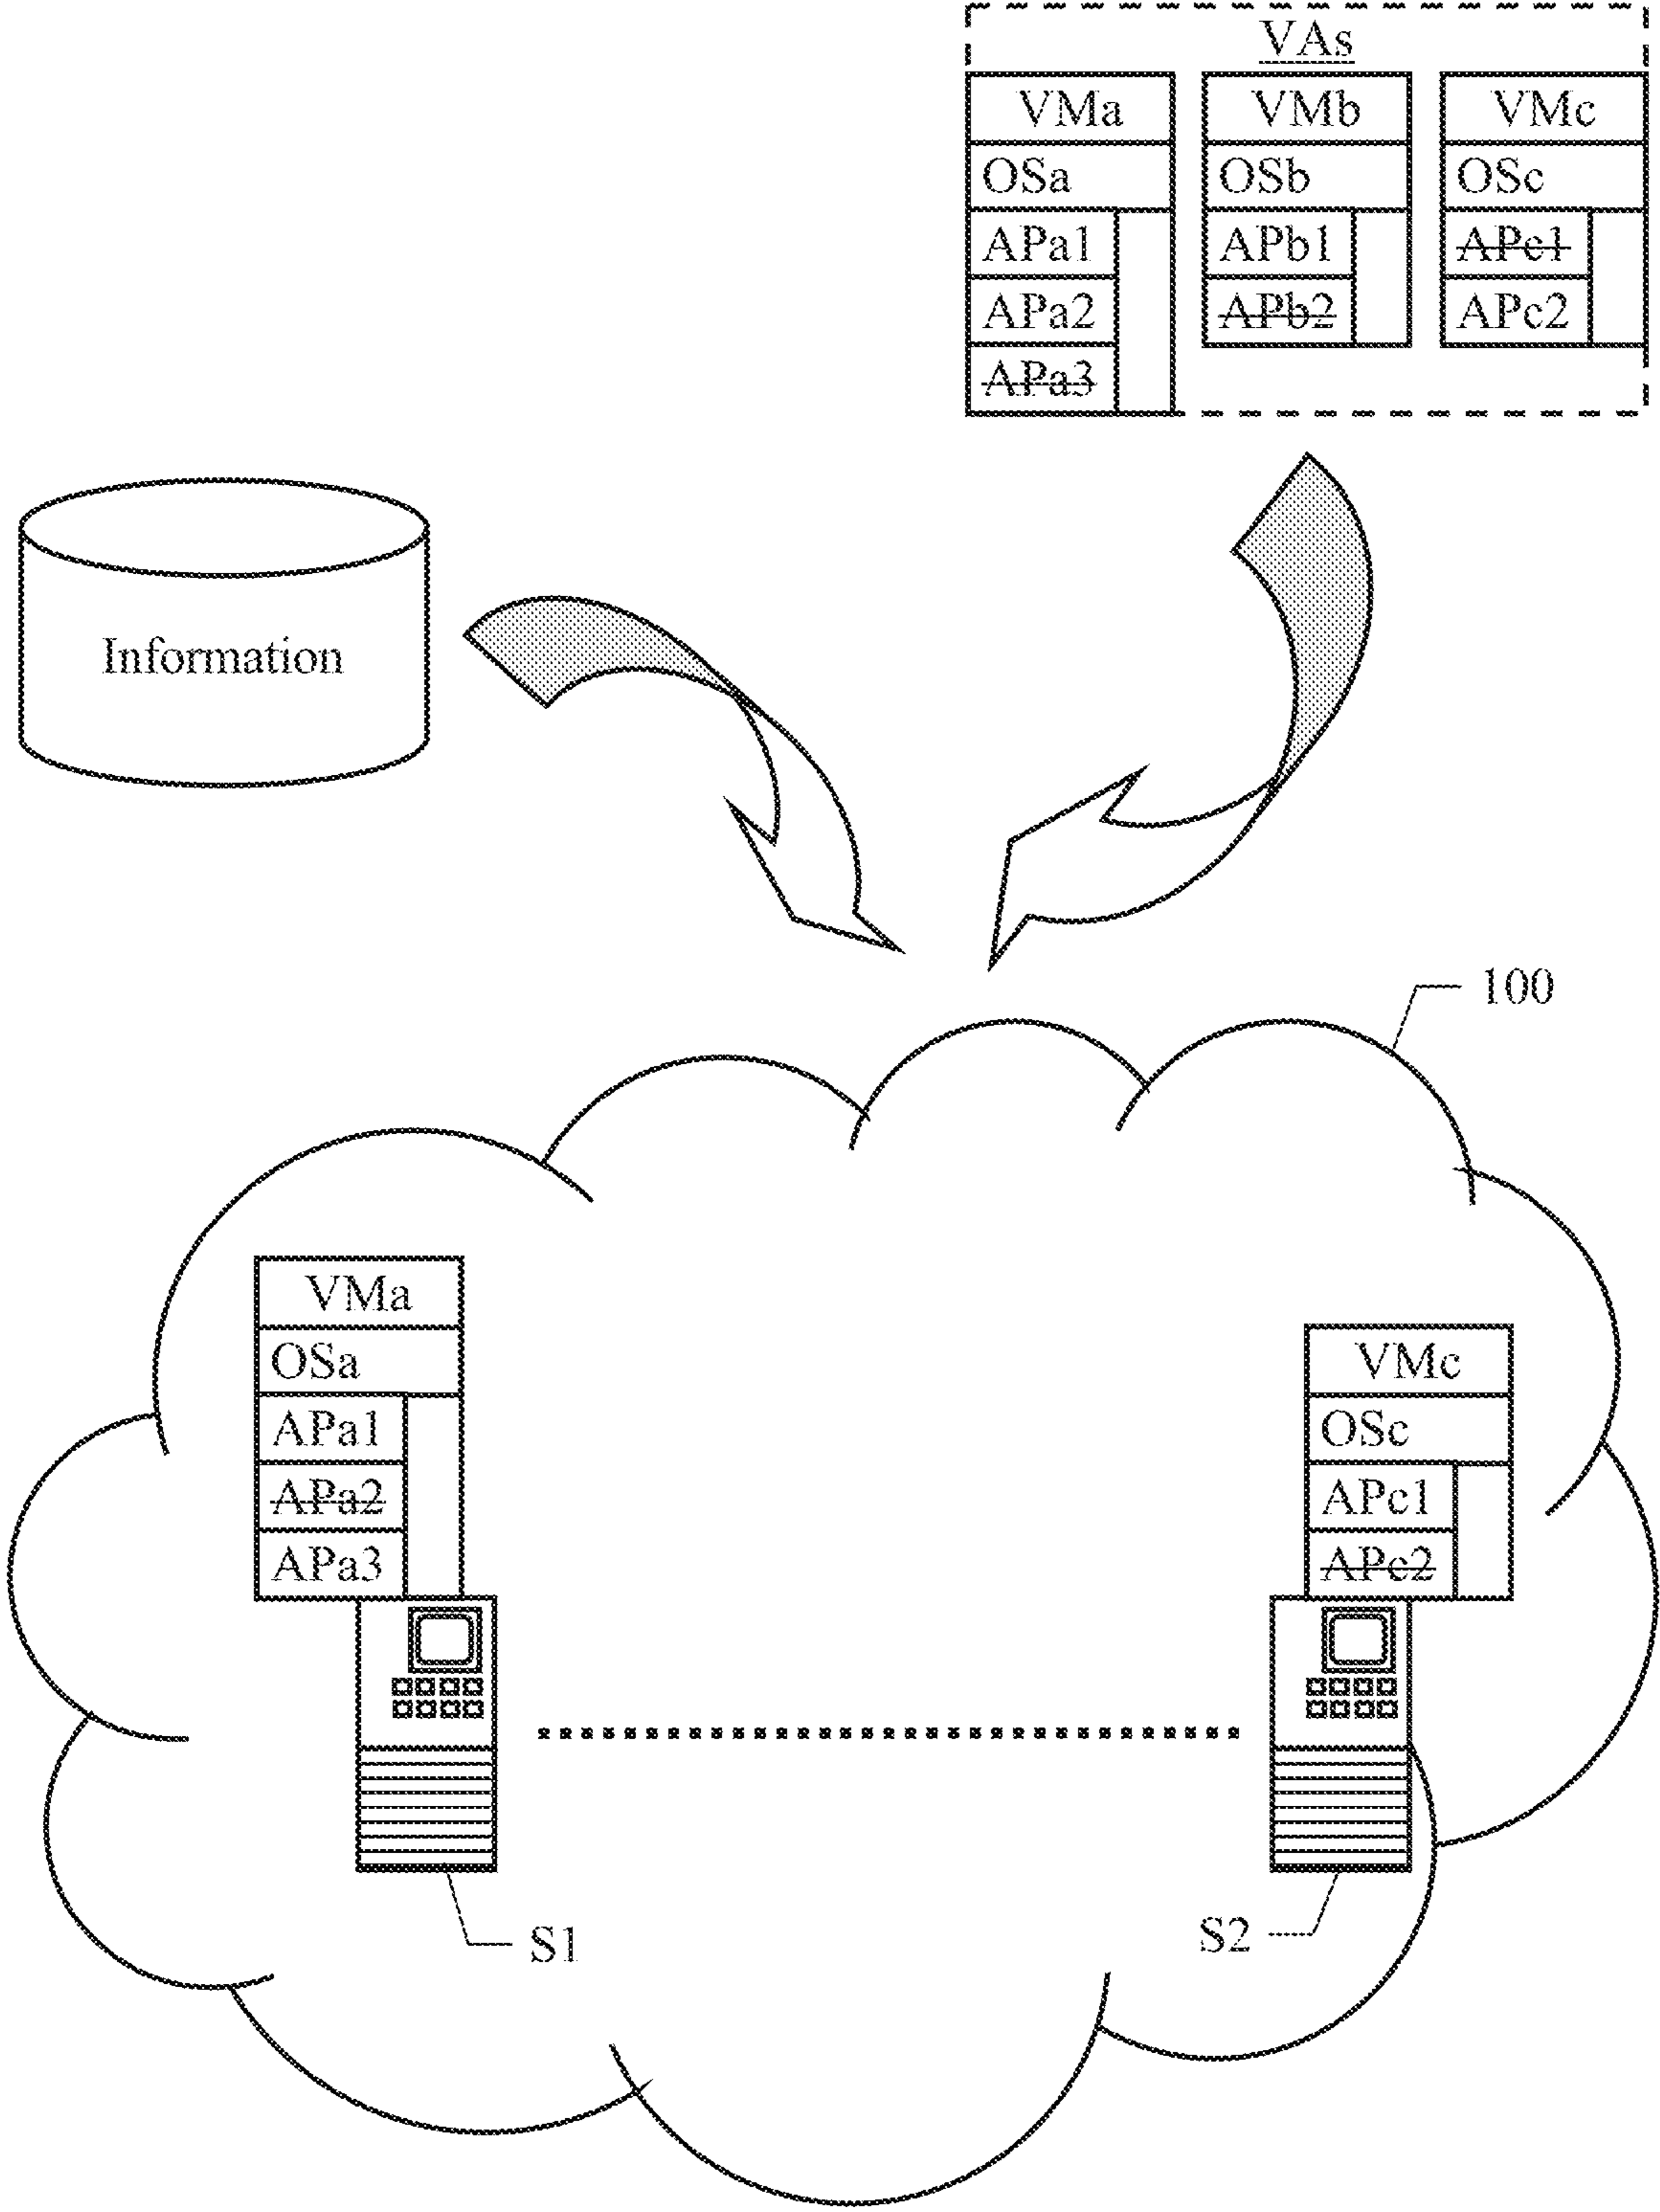 VAs
VMa
OSa
APa1
APa2
APa3
VMb
OSb
APb1
APb2
VMc
OSc
APc1
APc2
Information
100
VMa
OSa
APa1
APa2
APa3
VMc
OSc
APc1
APc2
S1
S2